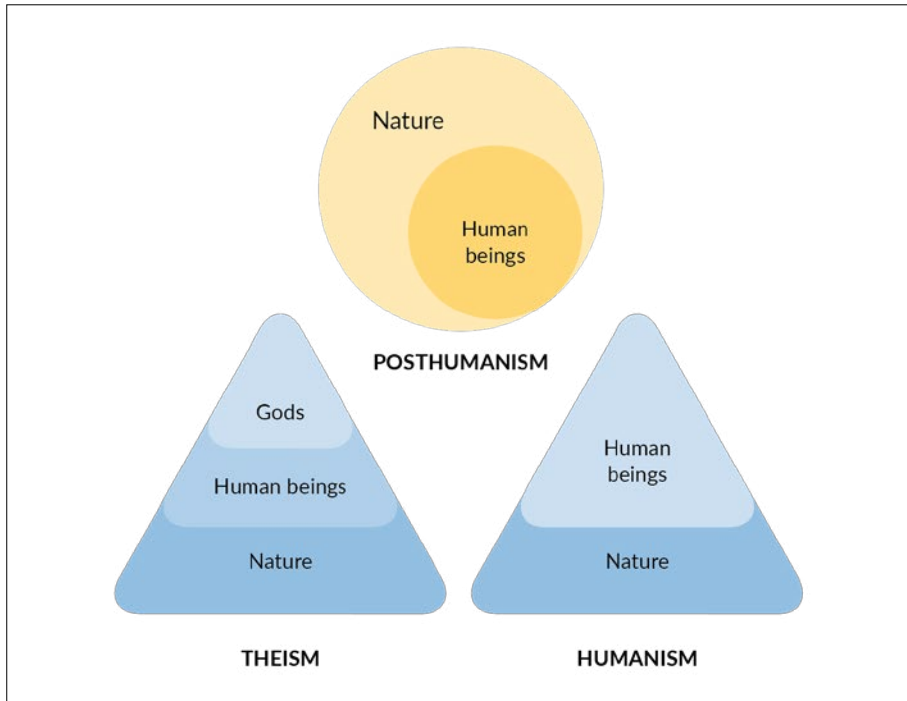 Nature
Human
beings
POSTHUMANISM
Gods
Human beings
Nature
THEISM
Human
beings
Nature
HUMANISM